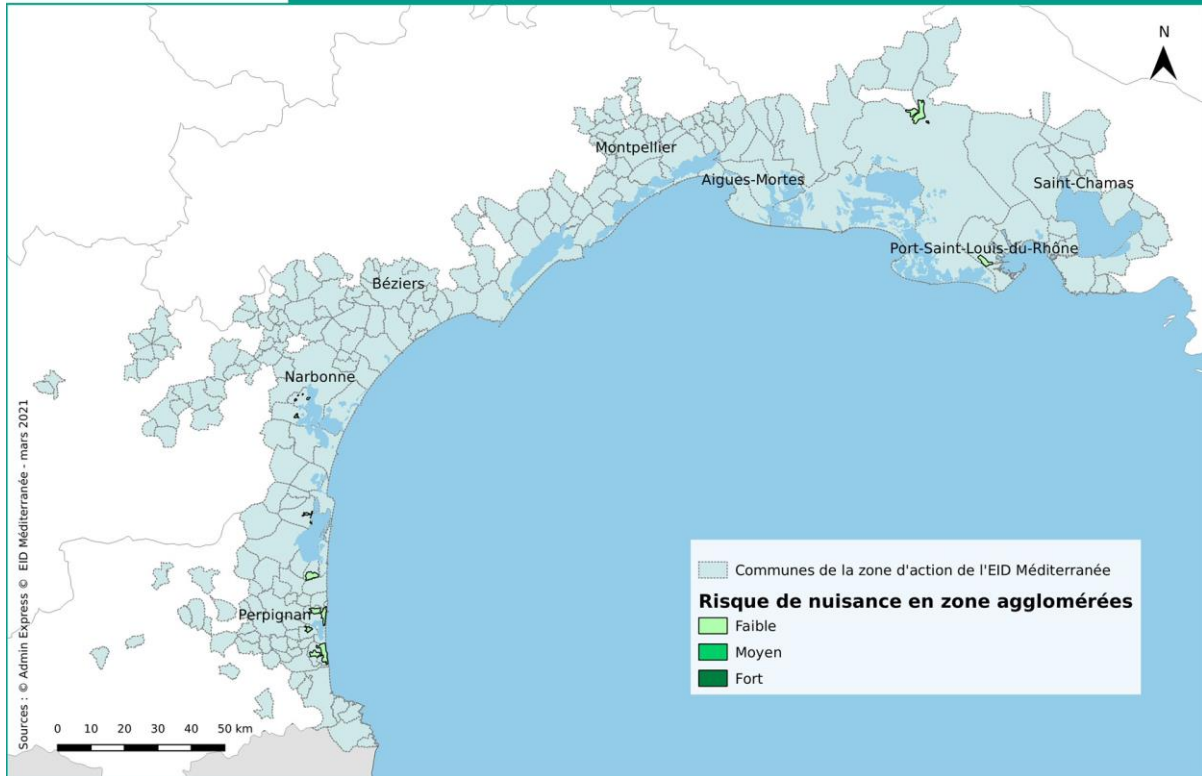 N
Montpellier
Aigues-Mortes
Saint-Chamas
Port-Saint-Louis-du-Rhône
Béziers
Narbonne
Perpignan
Communes de la zone d'action de l'EID Méditerranée
Risque de nuisance en zone agglomérées
Faible
Moyen
Fort
0 10 20 30 40 50 km
Sources : © Admin Express © EID Méditerranée - mars 2021